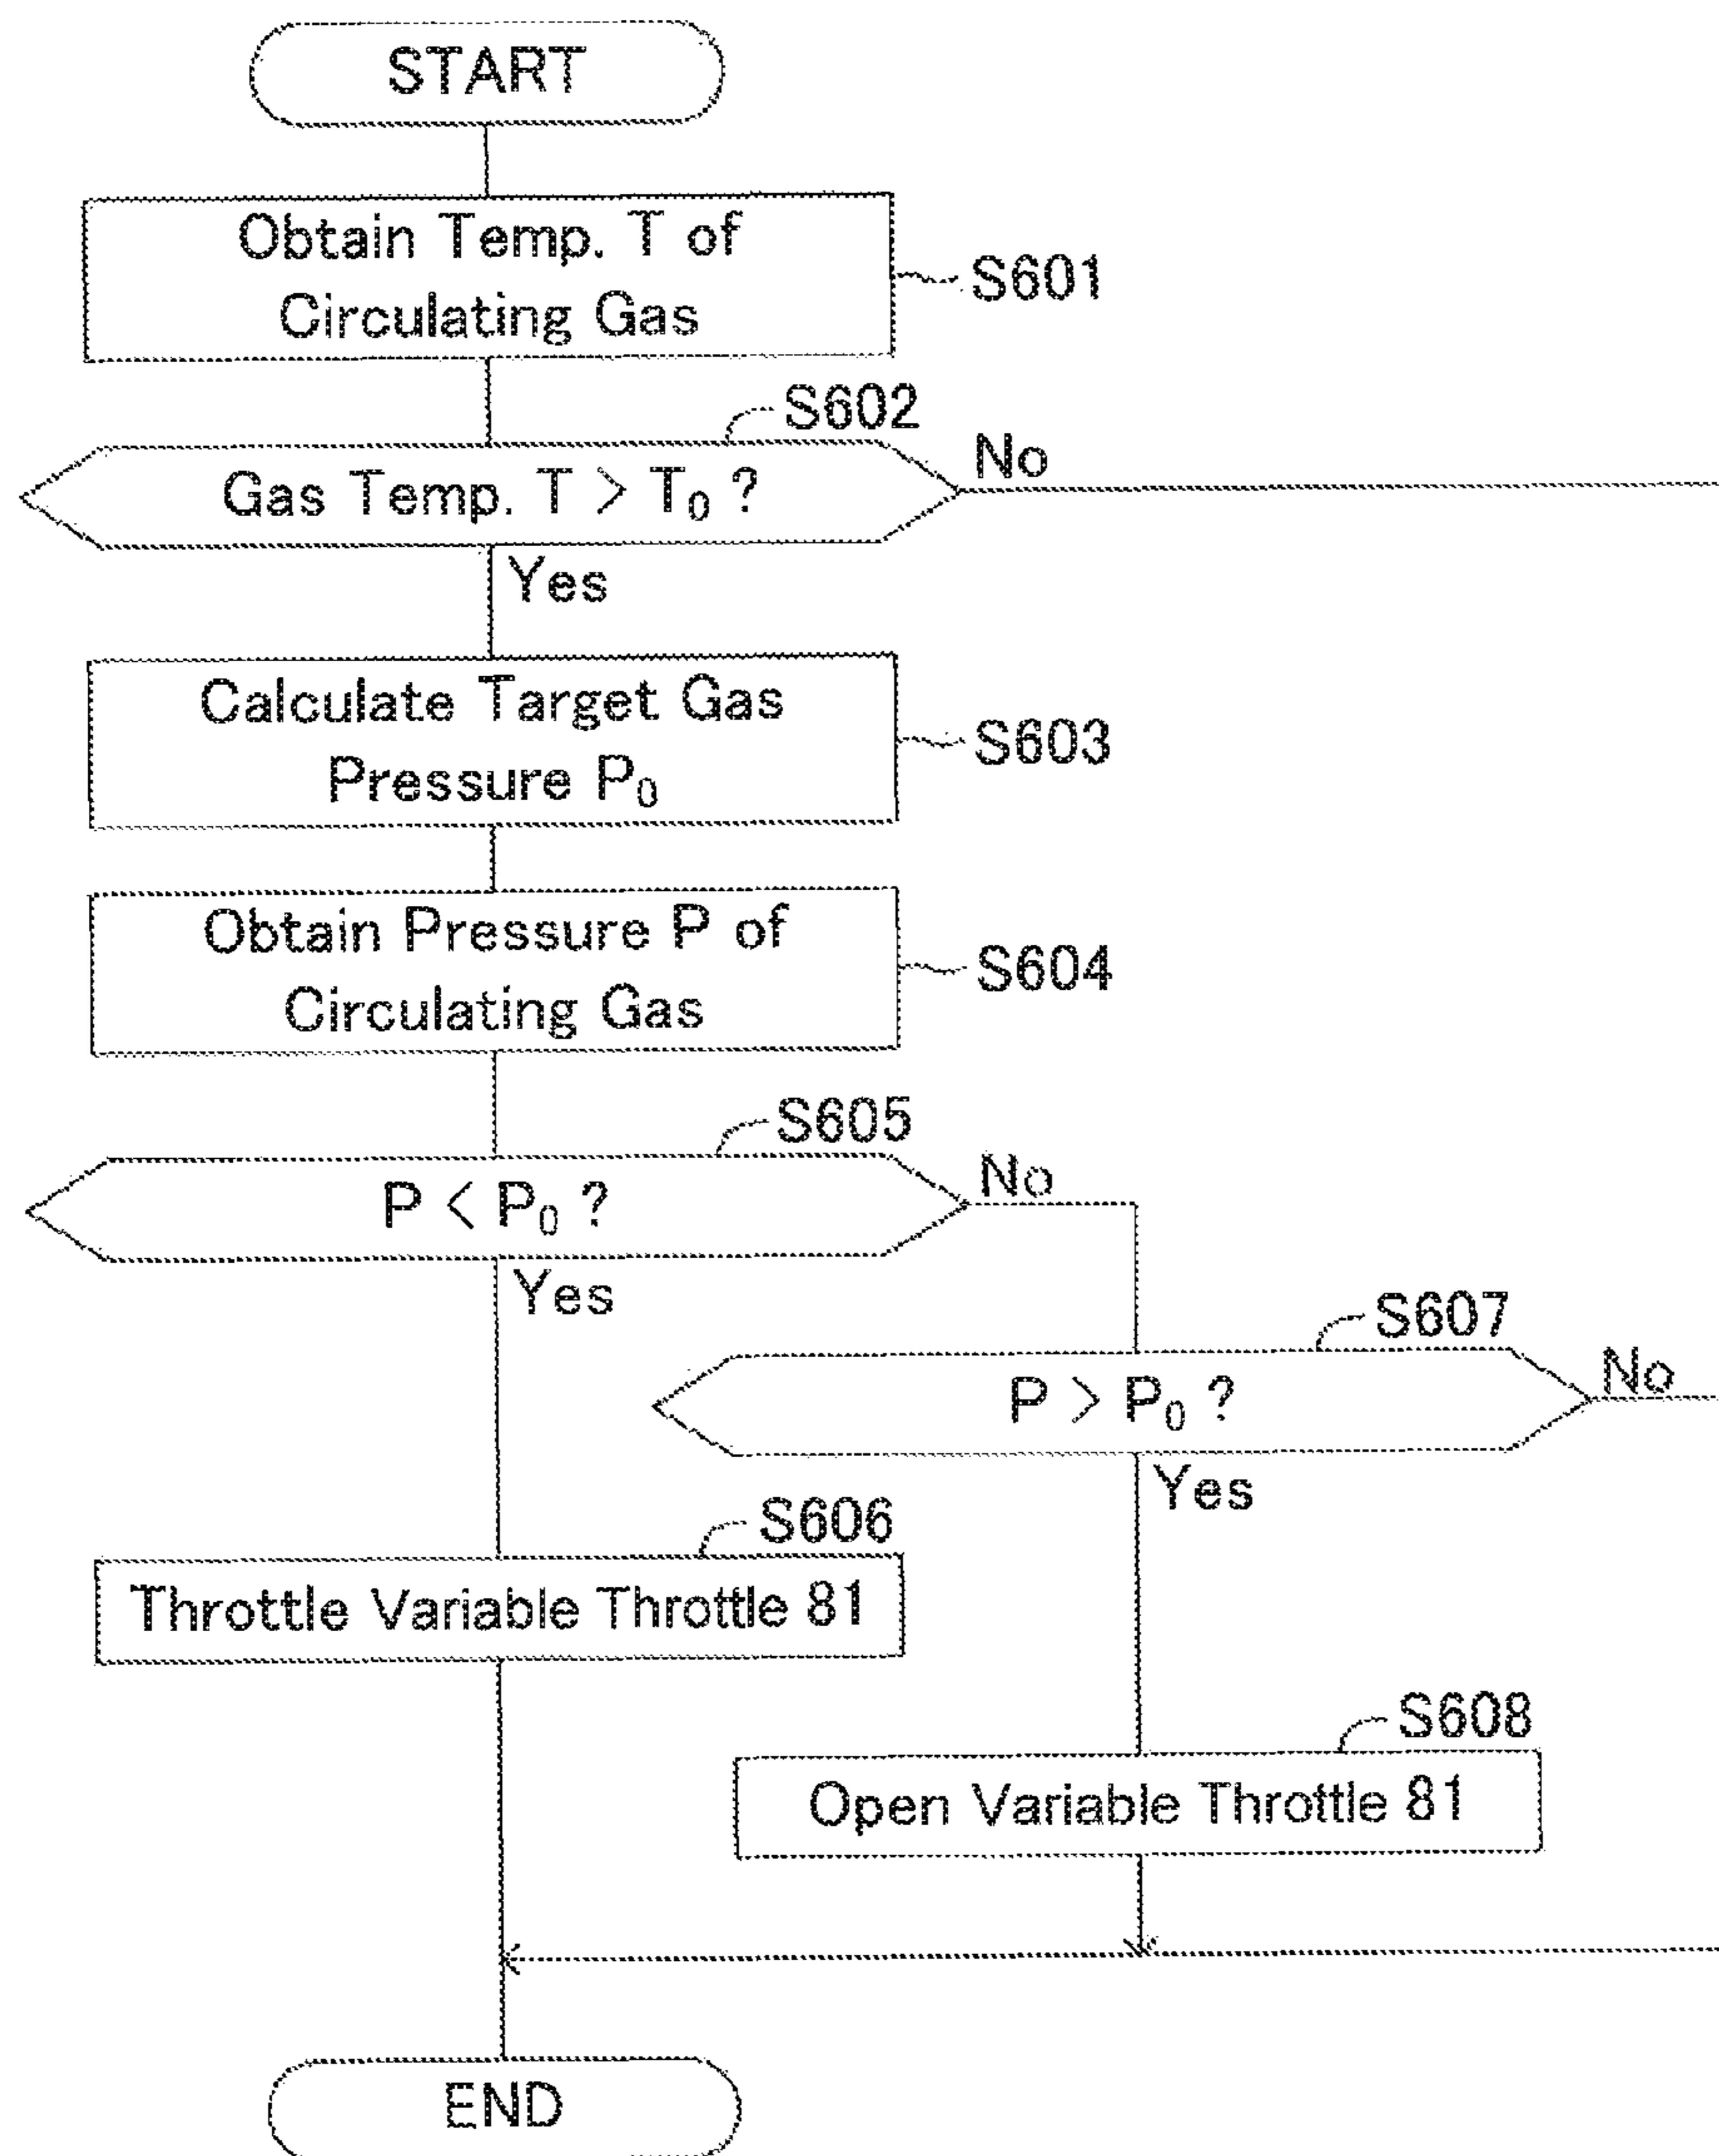 START
Obtain Temp. T of
Circulating Gas
S601
S602
Gas Temp. T > T₀ ?
No
Yes
Calculate Target Gas
Pressure P₀
S603
Obtain Pressure P of
Circulating Gas
S604
S605
P < P₀ ?
No
Yes
S607
P > P₀ ?
No
Yes
S606
Throttle Variable Throttle 81
S608
Open Variable Throttle 81
END